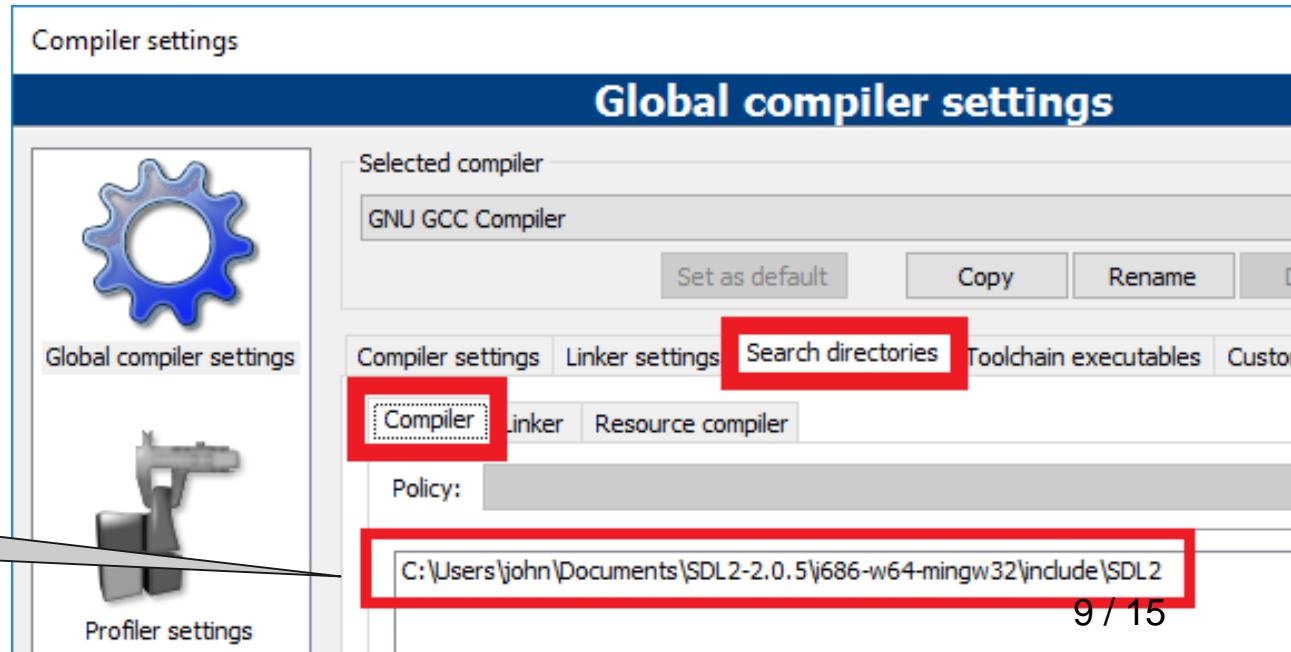 Compiler settings
Global compiler settings
Selected compiler
GNU GCC Compiler
Set as default Copy Rename
Global compiler settings
Compiler settings Linker settings Search directories Toolchain executables
Compiler Linker Resource compiler
Policy:
C:\Users\john\Documents\SDL2-2.0.5\i686-w64-mingw32\include\SDL2
9 / 15
Profiler settings